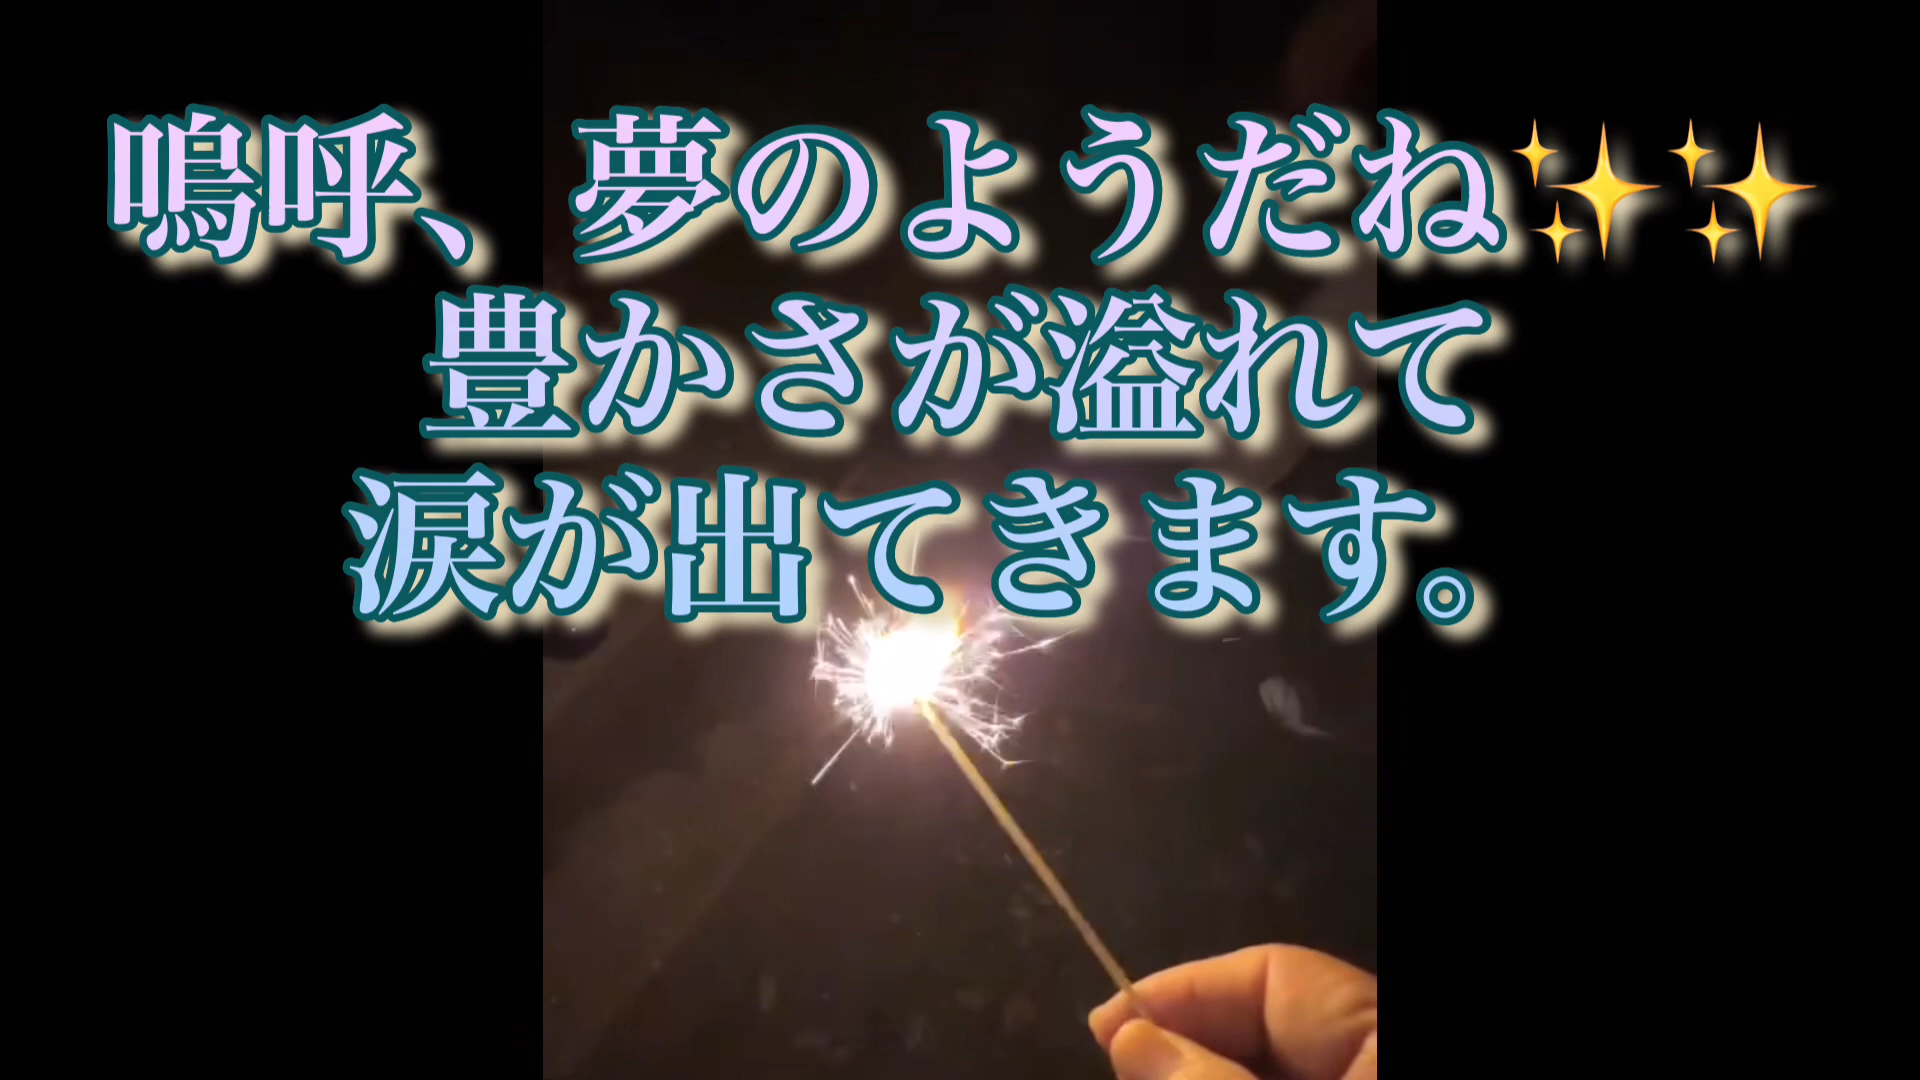 嗚呼、夢のようだね✨✨
豊かさが溢れて
涙が出てきます。